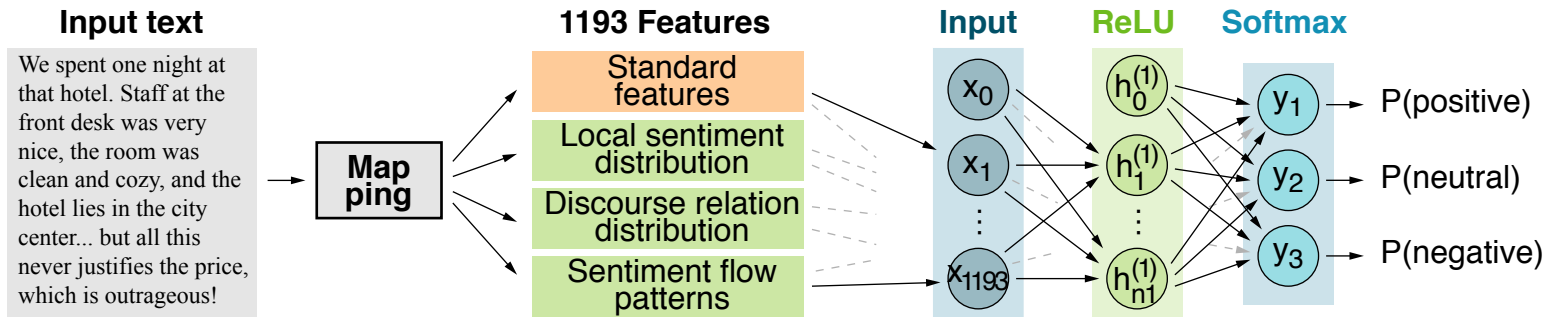 Input text
We spent one night at
that hotel. Staff at the
front desk was very
nice, the room was
clean and cozy, and the
hotel lies in the city
center... but all this
never justifies the price,
which is outrageous!
Map
ping
1193 Features
Standard
features
Local sentiment
distribution
Discourse relation
distribution
Sentiment flow
patterns
Input
x0
x1
⋮
x1193
ReLU
h0(1)
h1(1)
⋮
hn1(1)
Softmax
y1
y2
y3
P(positive)
P(neutral)
P(negative)